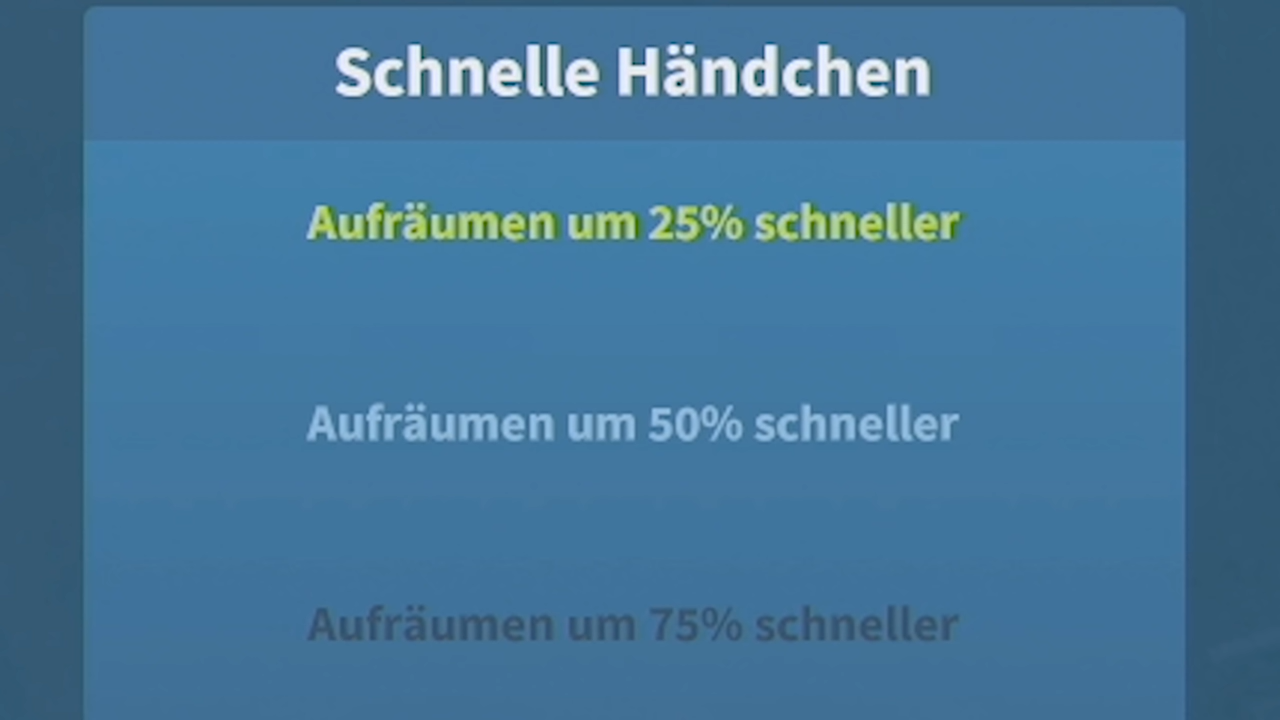 Schnelle Händchen
Aufräumen um 25% schneller
Aufräumen um 50% schneller
Aufräumen um 75% schneller